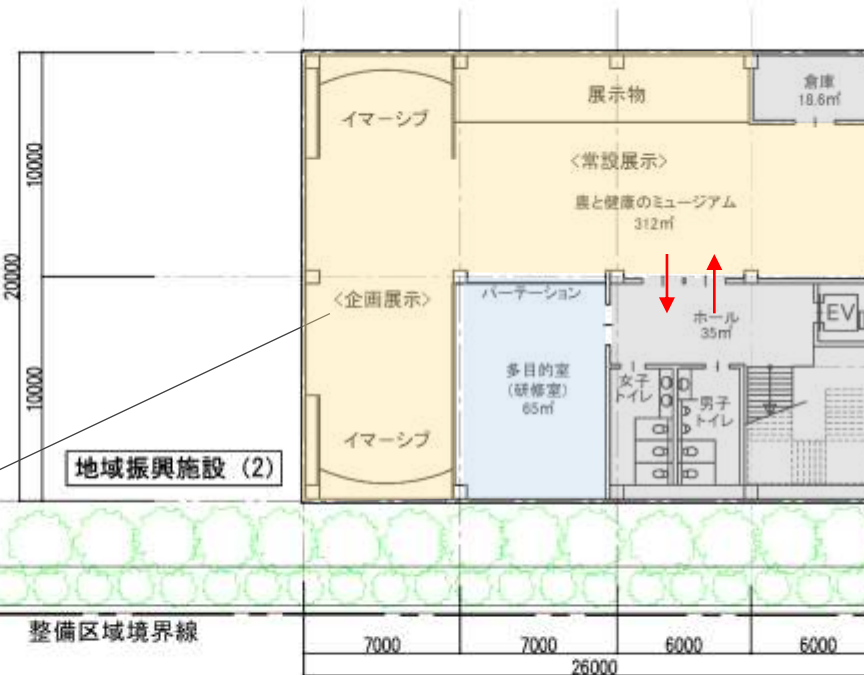 イマーシブ
展示物
倉庫
18.6㎡
<常設展示>
農と健康のミュージアム
312㎡
10000
20000
10000
<企画展示>
パーテーション
ホール
35㎡
EV
多目的室
(研修室)
65㎡
女子
トイレ
男子
トイレ
イマーシブ
地域振興施設(2)
整備区域境界線
7000
7000
6000
6000
26000